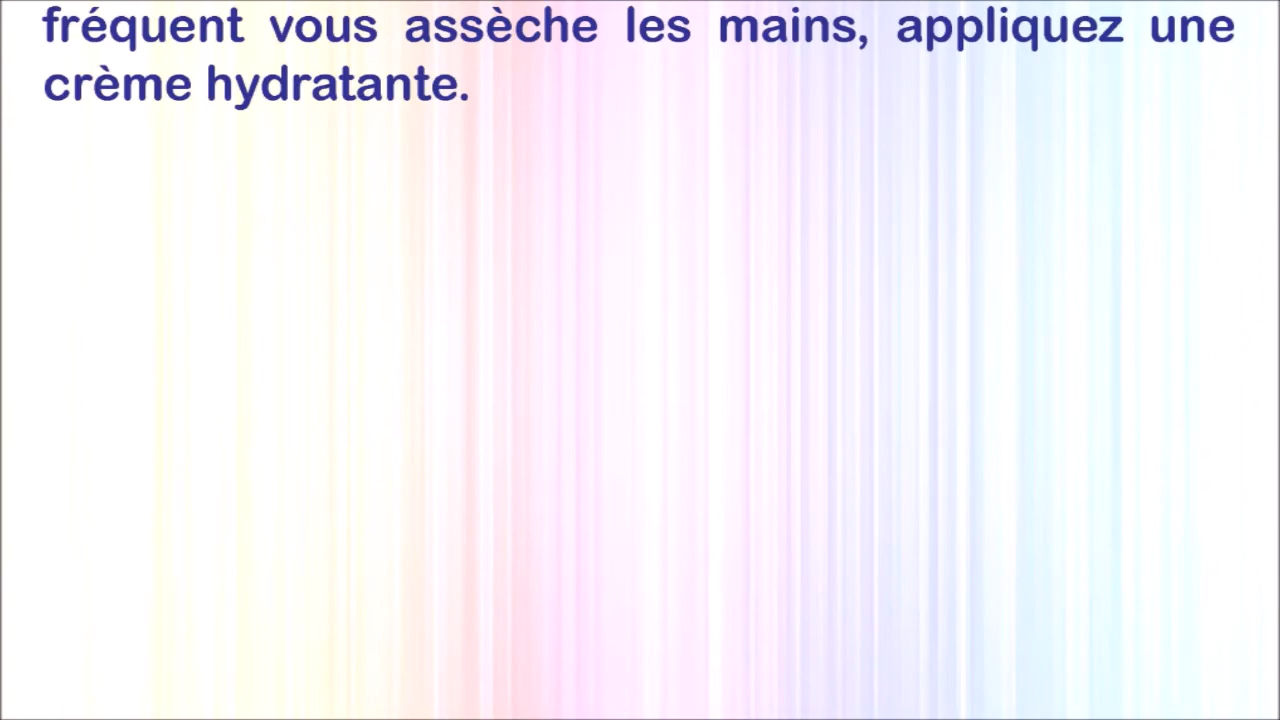 fréquent vous assèche les mains, appliquez une
crème hydratante.